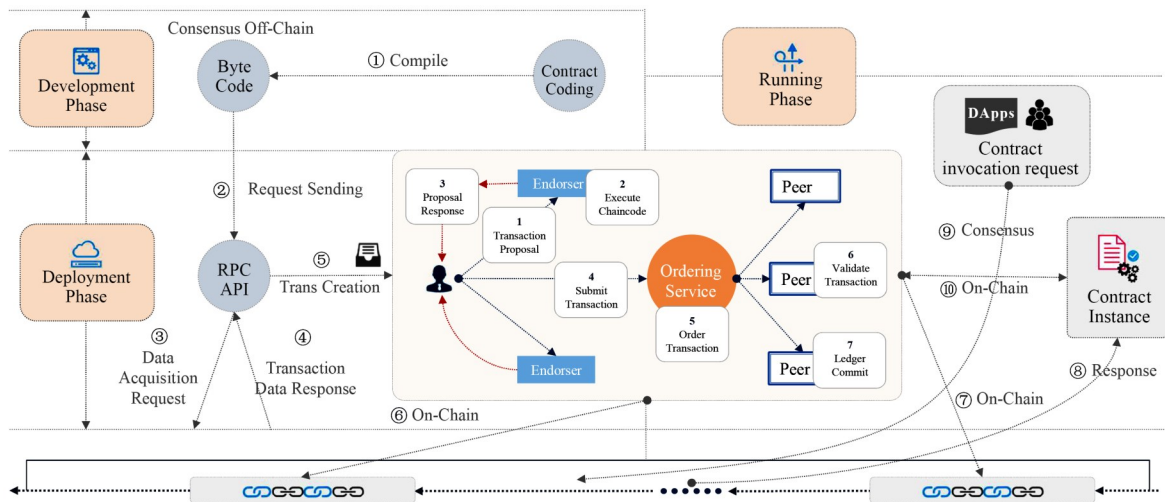 Consensus Off-Chain
Development
Phase
Byte
Code
① Compile
Contract
Coding
Running
Phase
DApps
Contract
invocation request
② Request Sending
3
Proposal
Response
Endorser
2
Execute
Chaincode
1
Transaction
Proposal
Peer
⑨ Consensus
Deployment
Phase
RPC
API
⑤
Trans Creation
4
Submit
Transaction
Ordering
Service
5
Order
Transaction
Peer
6
Validate
Transaction
⑩ On-Chain
Contract
Instance
③
Data
Acquisition
Request
④
Transaction
Data Response
Endorser
Peer
7
Ledger
Commit
⑧ Response
⑥ On-Chain
⑦ On-Chain